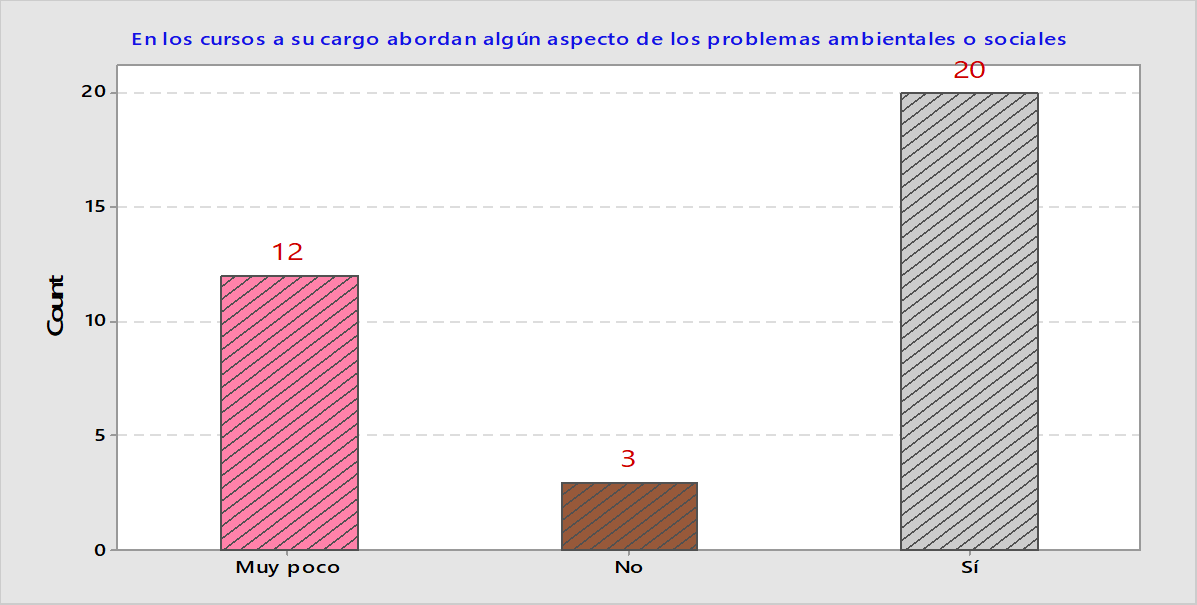 En los cursos a su cargo abordan algún aspecto de los problemas ambientales o sociales
20
20
15
12
10
Count
5
3
0
Muy poco No Sí